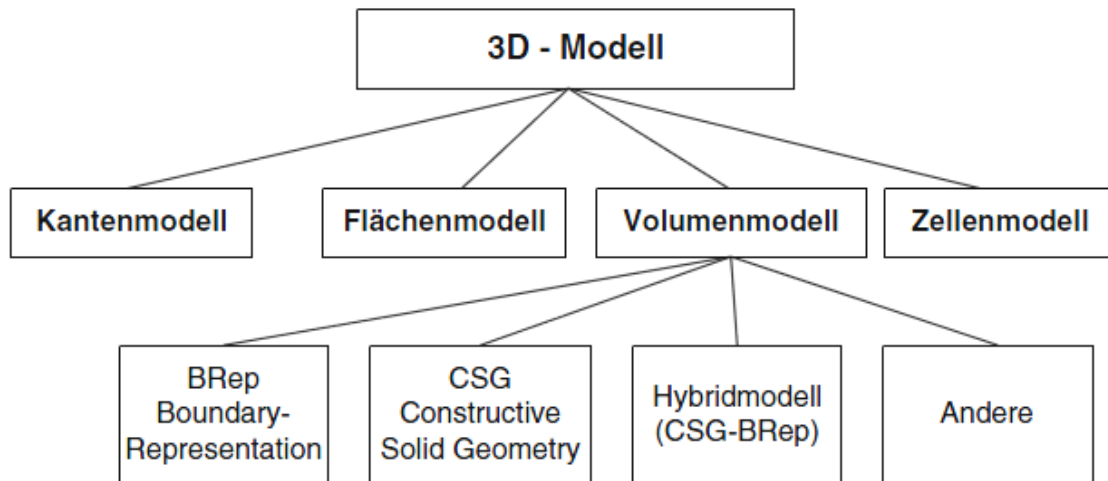 3D - Modell
Kantenmodell
Flächenmodell
Volumenmodell
Zellenmodell
BRep
Boundary-
Representation
CSG
Constructive
Solid Geometry
Hybridmodell
(CSG-BRep)
Andere